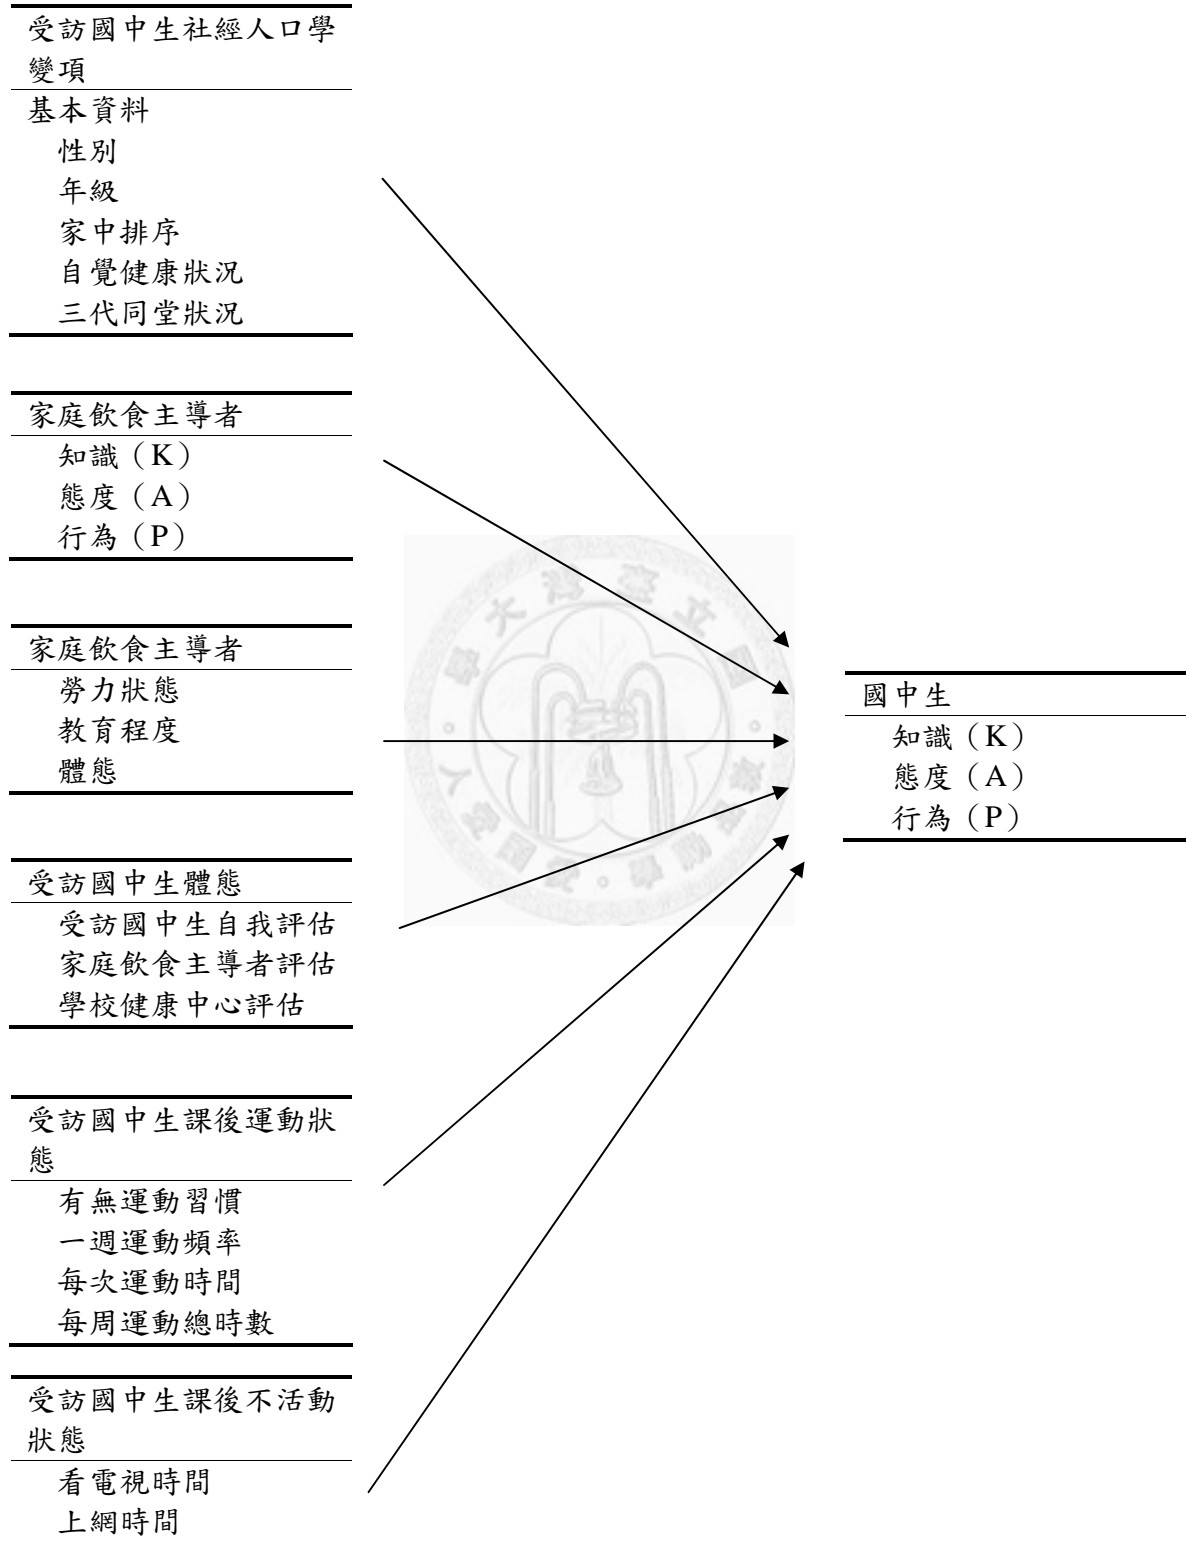 受訪國中生社經人口學
變項
基本資料
性別
年級
家中排序
自覺健康狀況
三代同堂狀況
家庭飲食主導者
知識（K）
態度（A）
行為（P）
家庭飲食主導者
勞力狀態
教育程度
體態
受訪國中生體態
受訪國中生自我評估
家庭飲食主導者評估
學校健康中心評估
受訪國中生課後運動狀
態
有無運動習慣
一週運動頻率
每次運動時間
每周運動總時數
受訪國中生課後不活動
狀態
看電視時間
上網時間
國中生
知識（K）
態度（A）
行為（P）